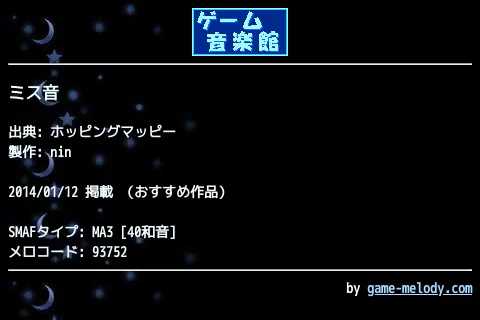 ゲーム
音楽館
ミス音
出典: ホッピングマッピー
製作: nin
2014/01/12 掲載 (おすすめ作品)
SMAFタイプ: MA3 [40和音]
メロコード: 93752
by game-melody.com